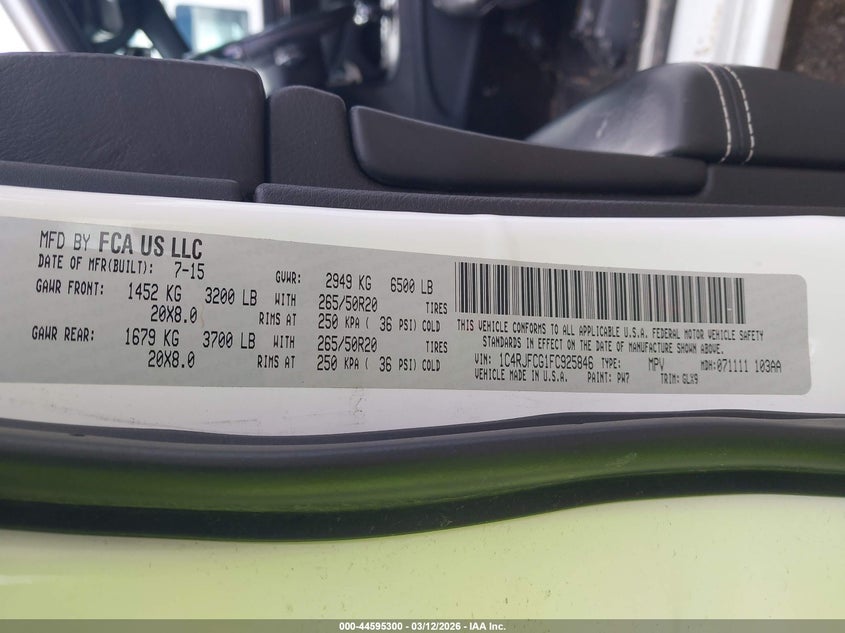 MFD BY FCA US LLC
DATE OF MFR(BUILT): 7-15 GVWR: 2949 KG 6500 LB
GAWR FRONT: 1452 KG 3200 LB WITH 265/50R20 TIRES
20X8.0 RIMS AT 250 KPA ( 36 PSI) COLD
GAWR REAR: 1679 KG 3700 LB WITH 265/50R20 TIRES
20X8.0 RIMS AT 250 KPA ( 36 PSI) COLD
THIS VEHICLE CONFORMS TO ALL APPLICABLE U.S.A. FEDERAL MOTOR VEHICLE SAFETY
STANDARDS IN EFFECT ON THE DATE OF MANUFACTURE SHOWN ABOVE.
VIN: 1C4RJFCG1FC925846 TYPE: MPV MDH:071111 103AA
VEHICLE MADE IN U.S.A. PAINT: PW7 TRIM: GLX9
000-44595300 - 03/12/2026 - IAA Inc.